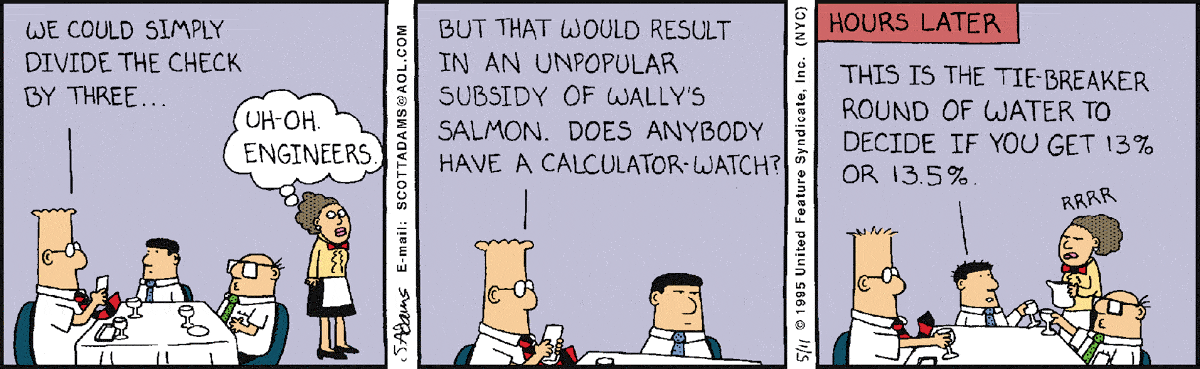 WE COULD SIMPLY
DIVIDE THE CHECK
BY THREE...
UH-OH.
ENGINEERS.
S.Adams
E-mail: SCOTTADAMS@AOL.COM
BUT THAT WOULD RESULT
IN AN UNPOPULAR
SUBSIDY OF WALLY'S
SALMON. DOES ANYBODY
HAVE A CALCULATOR-WATCH?
5/11 © 1995 United Feature Syndicate, Inc. (NYC)
HOURS LATER
THIS IS THE TIE-BREAKER
ROUND OF WATER TO
DECIDE IF YOU GET 13%
OR 13.5%.
RRRR